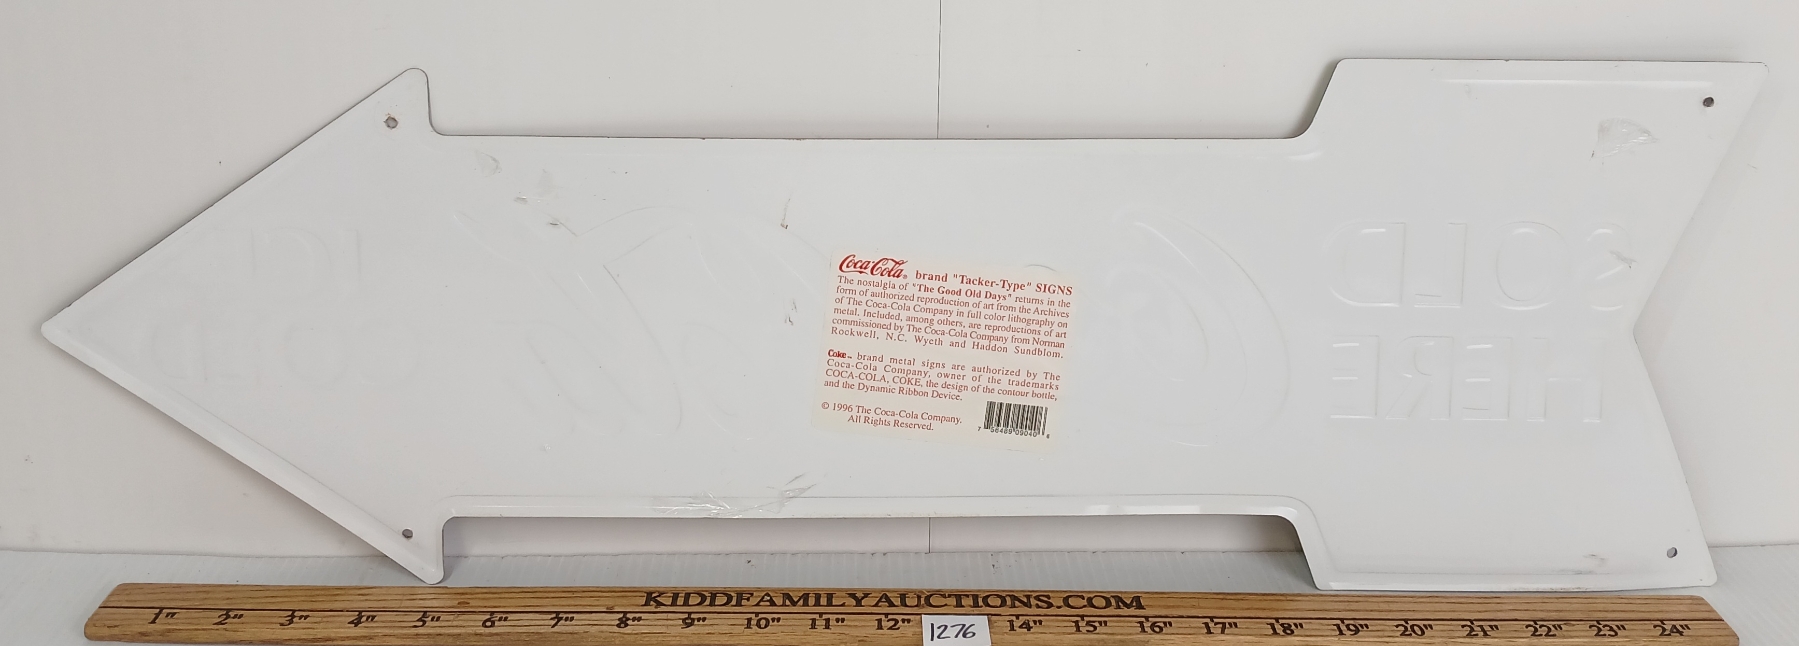 SOLD
HERE
ICE
COLD
Coca-Cola® brand "Tacker-Type" SIGNS
The nostalgia of "The Good Old Days" returns in the
form of authorized reproduction of art from the Archives
of The Coca-Cola Company in full color lithography on
metal. Included, among others, are reproductions of art
commissioned by The Coca-Cola Company from Norman
Rockwell, N.C. Wyeth and Haddon Sundblom.
Coke™ brand metal signs are authorized by The
Coca-Cola Company, owner of the trademarks
COCA-COLA, COKE, the design of the contour bottle,
and the Dynamic Ribbon Device.
© 1996 The Coca-Cola Company.
All Rights Reserved.
KIDDFAMILYAUCTIONS.COM
1" 2" 3" 4" 5" 6" 7" 8" 9" 10" 11" 12" 1276 14" 15" 16" 17" 18" 19" 20" 21" 22" 23" 24"